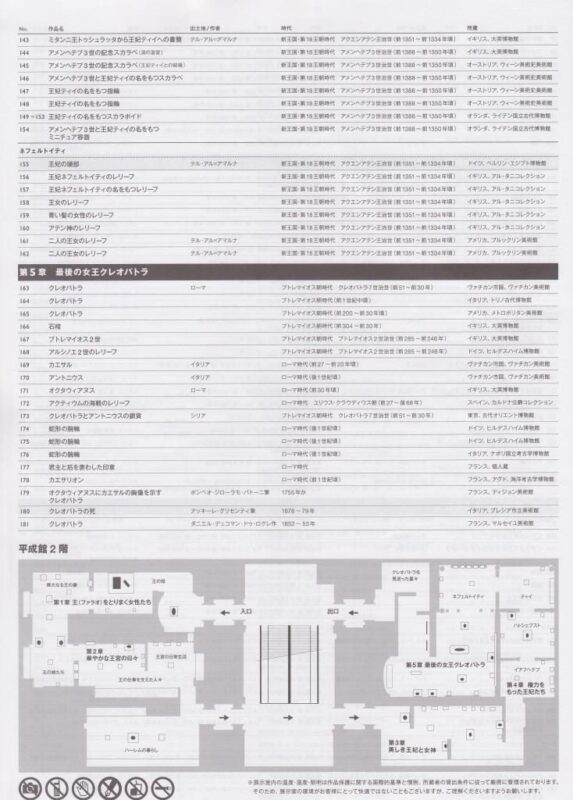 No. 作品名 出土地/作者 時代 所蔵
143 ミタンニ王トゥシュラッタから王妃ティイへの書簡 テル・アル=アマルナ 新王国・第18王朝時代 アクエンアテン王治世(前1351〜前1334年頃) イギリス、大英博物館
144 アメンヘテプ3世の記念スカラベ(湖の造営) 新王国・第18王朝時代 アメンヘテプ3世治世(前1388〜前1350年頃) イギリス、大英博物館
145 アメンヘテプ3世の記念スカラベ(王妃ティイとの結婚) 新王国・第18王朝時代 アメンヘテプ3世治世(前1388〜前1350年頃) オーストリア、ウィーン美術史美術館
146 アメンヘテプ3世と王妃ティイの名をもつスカラベ 新王国・第18王朝時代 アメンヘテプ3世治世(前1388〜前1350年頃) オーストリア、ウィーン美術史美術館
147 王妃ティイの名をもつ指輪 新王国・第18王朝時代 アメンヘテプ3世治世(前1388〜前1350年頃) オーストリア、ウィーン美術史美術館
148 王妃ティイの名をもつ指輪 新王国・第18王朝時代 アメンヘテプ3世治世(前1388〜前1350年頃) オーストリア、ウィーン美術史美術館
149〜153 王妃ティイの名をもつスカラボイド 新王国・第18王朝時代 アメンヘテプ3世治世(前1388〜前1350年頃) オランダ、ライデン国立古代博物館
154 アメンヘテプ3世と王妃ティイの名をもつ 新王国・第18王朝時代 アメンヘテプ3世治世(前1388〜前1350年頃) オランダ、ライデン国立古代博物館
ミニチュア容器
ネフェルトイティ
155 王妃の頭部 テル・アル=アマルナ 新王国・第18王朝時代 アクエンアテン王治世(前1351〜前1334年頃) ドイツ、ベルリン・エジプト博物館
156 王妃ネフェルトイティのレリーフ 新王国・第18王朝時代 アクエンアテン王治世(前1351〜前1334年頃) イギリス、アル・タニコレクション
157 王妃ネフェルトイティの名をもつレリーフ 新王国・第18王朝時代 アクエンアテン王治世(前1351〜前1334年頃) イギリス、アル・タニコレクション
158 王女のレリーフ 新王国・第18王朝時代 アクエンアテン王治世(前1351〜前1334年頃) イギリス、アル・タニコレクション
159 青い髪の女性のレリーフ 新王国・第18王朝時代 アクエンアテン王治世(前1351〜前1334年頃) イギリス、アル・タニコレクション
160 アテン神のレリーフ 新王国・第18王朝時代 アクエンアテン王治世(前1351〜前1334年頃) イギリス、アル・タニコレクション
161 二人の王女のレリーフ テル・アル=アマルナ 新王国・第18王朝時代 アクエンアテン王治世(前1351〜前1334年頃) アメリカ、ブルックリン美術館
162 二人の王女のレリーフ テル・アル=アマルナ 新王国・第18王朝時代 アクエンアテン王治世(前1351〜前1334年頃) アメリカ、ブルックリン美術館
第5章 最後の女王クレオパトラ
163 クレオパトラ ローマ プトレマイオス朝時代 クレオパトラ7世治世(前51〜前30年) ヴァチカン市国、ヴァチカン美術館
164 クレオパトラ プトレマイオス朝時代(前1世紀中頃) イタリア、トリノ古代博物館
165 クレオパトラ プトレマイオス朝時代(前200〜前30年頃) アメリカ、メトロポリタン美術館
166 石棺 プトレマイオス朝時代(前304〜前30年) イギリス、大英博物館
167 プトレマイオス2世 プトレマイオス朝時代 プトレマイオス2世治世(前285〜前246年) イギリス、大英博物館
168 アルシノエ2世のレリーフ プトレマイオス朝時代 プトレマイオス2世治世(前285〜前246年) ドイツ、ヒルデスハイム博物館
169 カエサル イタリア ローマ時代(前27〜前20年頃) ヴァチカン市国、ヴァチカン美術館
170 アントニウス イタリア ローマ時代(後1世紀頃) ヴァチカン市国、ヴァチカン美術館
171 オクタウィアヌス ローマ ローマ時代(前30年頃) イギリス、大英博物館
172 アクティウムの海戦のレリーフ ローマ時代 ユリウス・クラウディウス朝(前27〜後68年) スペイン、カルドナ公爵コレクション
173 クレオパトラとアントニウスの銀貨 シリア プトレマイオス朝時代 クレオパトラ7世治世(前51〜前30年) 東京、古代オリエント博物館
174 蛇形の腕輪 ローマ時代(後1世紀頃) ドイツ、ヒルデスハイム博物館
175 蛇形の腕輪 ローマ時代(後1世紀頃) ドイツ、ヒルデスハイム博物館
176 蛇形の腕輪 ローマ時代(後1世紀頃) イタリア、ナポリ国立考古学博物館
177 君主と妃を表わした印章 ローマ時代 フランス、個人蔵
178 カエサリオン ローマ時代(前1世紀頃) フランス、アグド、海洋考古学博物館
179 オクタウィアヌスにカエサルの胸像を示す ポンペオ・ジローラモ・バトーニ筆 1755年か フランス、ディジョン美術館
クレオパトラ
180 クレオパトラの死 アッキーレ・グリセンティ筆 1878〜79年 イタリア、ブレシア市立美術館
181 クレオパトラ ダニエル・デュコマン・ドゥ・ロクレ作 1852〜53年 フランス、マルセイユ美術館
平成館2階
王の母
第1章 王(ファラオ)をとりまく女性たち
王の娘たち
第2章
華やかな王宮の日々
王の仕事を支えた人々
ハーレムの暮らし
入口
出口
クレオパトラを
見送った墓々
ネフェルトイティ
ティイ
ハトシェプスト
イアフヘテプ
第5章 最後の女王クレオパトラ
第4章 権力を
もった王妃たち
第3章
美しき王妃と女神
※展示室内の温度・湿度・照明は作品保護に関する国際的基準と慣例、所蔵者の貸出条件に従って厳密に管理されております。
そのため、展示室の環境がお客様にとって快適ではないこともございますが、ご理解くださいますようお願いします。